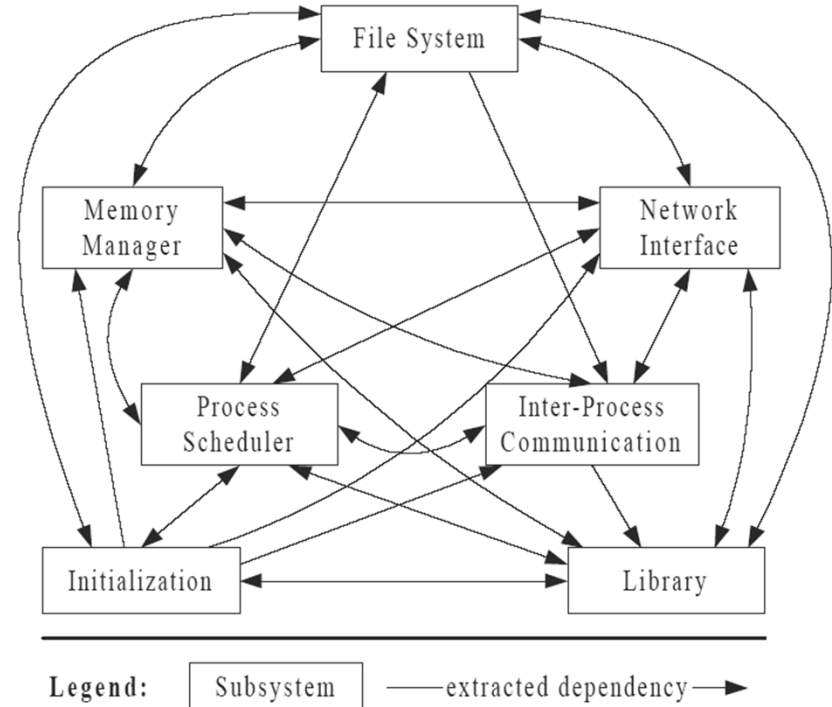 File System
Memory
Manager
Network
Interface
Process
Scheduler
Inter-Process
Communication
Initialization
Library
Legend:
Subsystem
extracted dependency